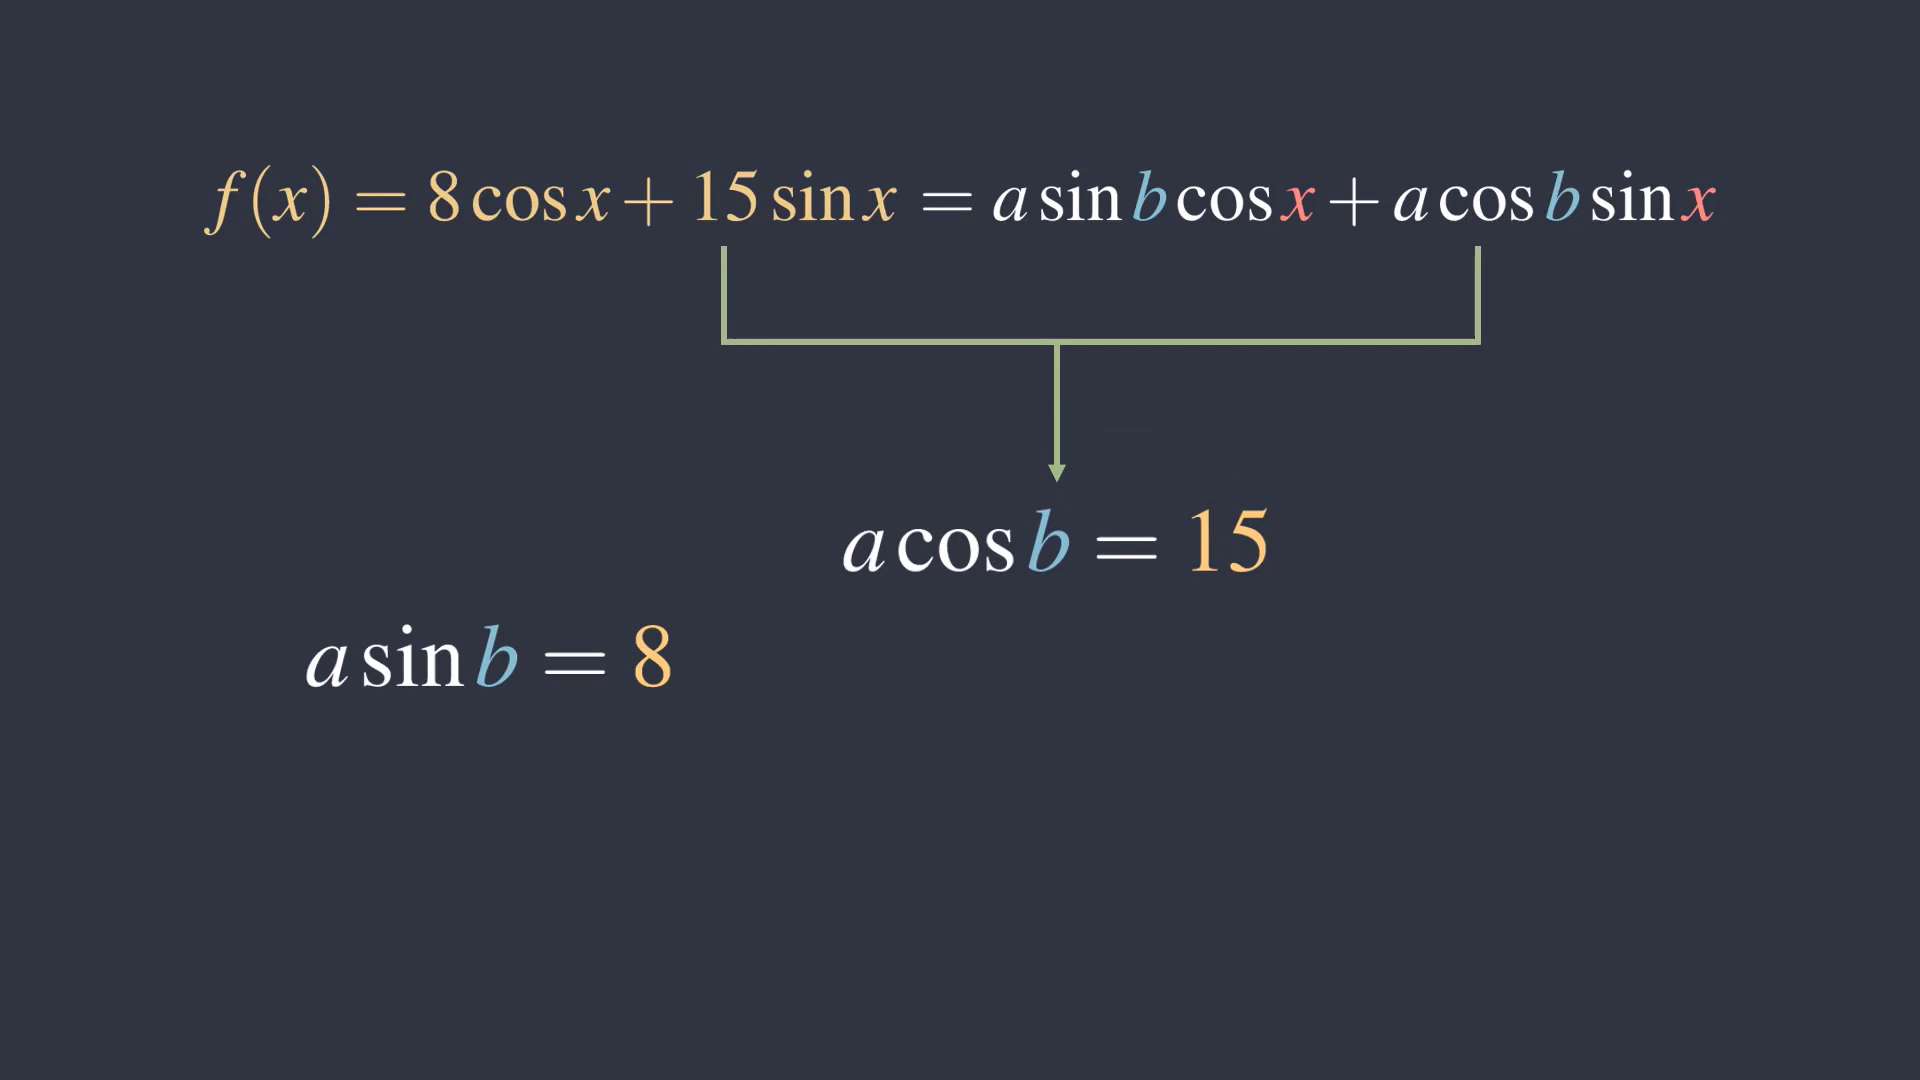 f(x) = 8 cos x + 15 sin x = a sin b cos x + a cos b sin x
a cos b = 15
a sin b = 8